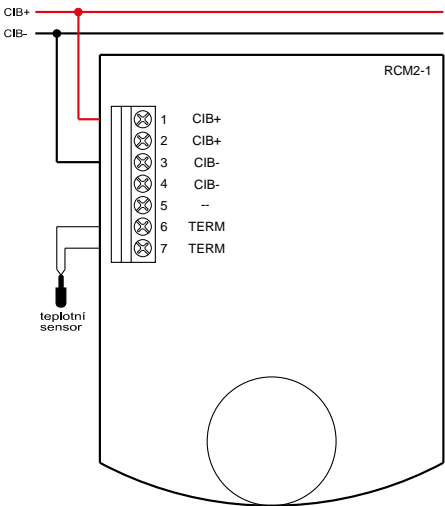 CIB+
CIB-
RCM2-1
1 CIB+
2 CIB+
3 CIB-
4 CIB-
5 --
6 TERM
7 TERM
teplotní
sensor